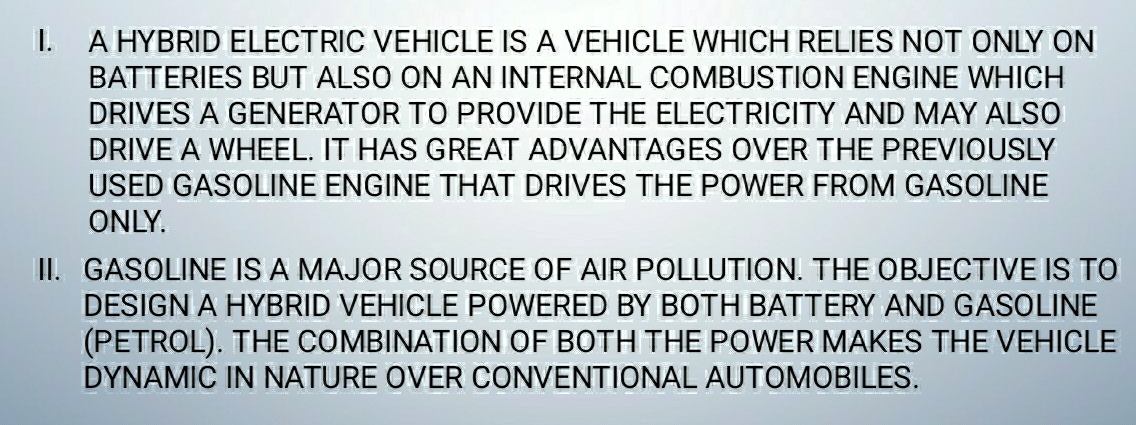 I. A HYBRID ELECTRIC VEHICLE IS A VEHICLE WHICH RELIES NOT ONLY ON
BATTERIES BUT ALSO ON AN INTERNAL COMBUSTION ENGINE WHICH
DRIVES A GENERATOR TO PROVIDE THE ELECTRICITY AND MAY ALSO
DRIVE A WHEEL. IT HAS GREAT ADVANTAGES OVER THE PREVIOUSLY
USED GASOLINE ENGINE THAT DRIVES THE POWER FROM GASOLINE
ONLY.
II. GASOLINE IS A MAJOR SOURCE OF AIR POLLUTION. THE OBJECTIVE IS TO
DESIGN A HYBRID VEHICLE POWERED BY BOTH BATTERY AND GASOLINE
(PETROL). THE COMBINATION OF BOTH THE POWER MAKES THE VEHICLE
DYNAMIC IN NATURE OVER CONVENTIONAL AUTOMOBILES.